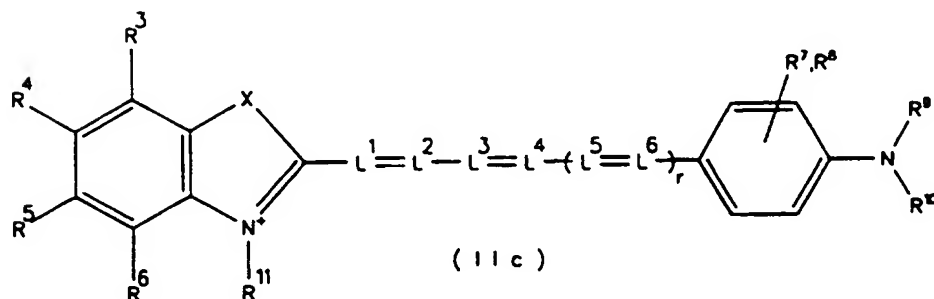 R³
R⁷,R⁸
R⁴ X R⁹
L¹=L²—L³=L⁴—(L⁵=L⁶)r N
R⁵ N⁺ R¹⁰
R⁶ R¹¹
(IIc)